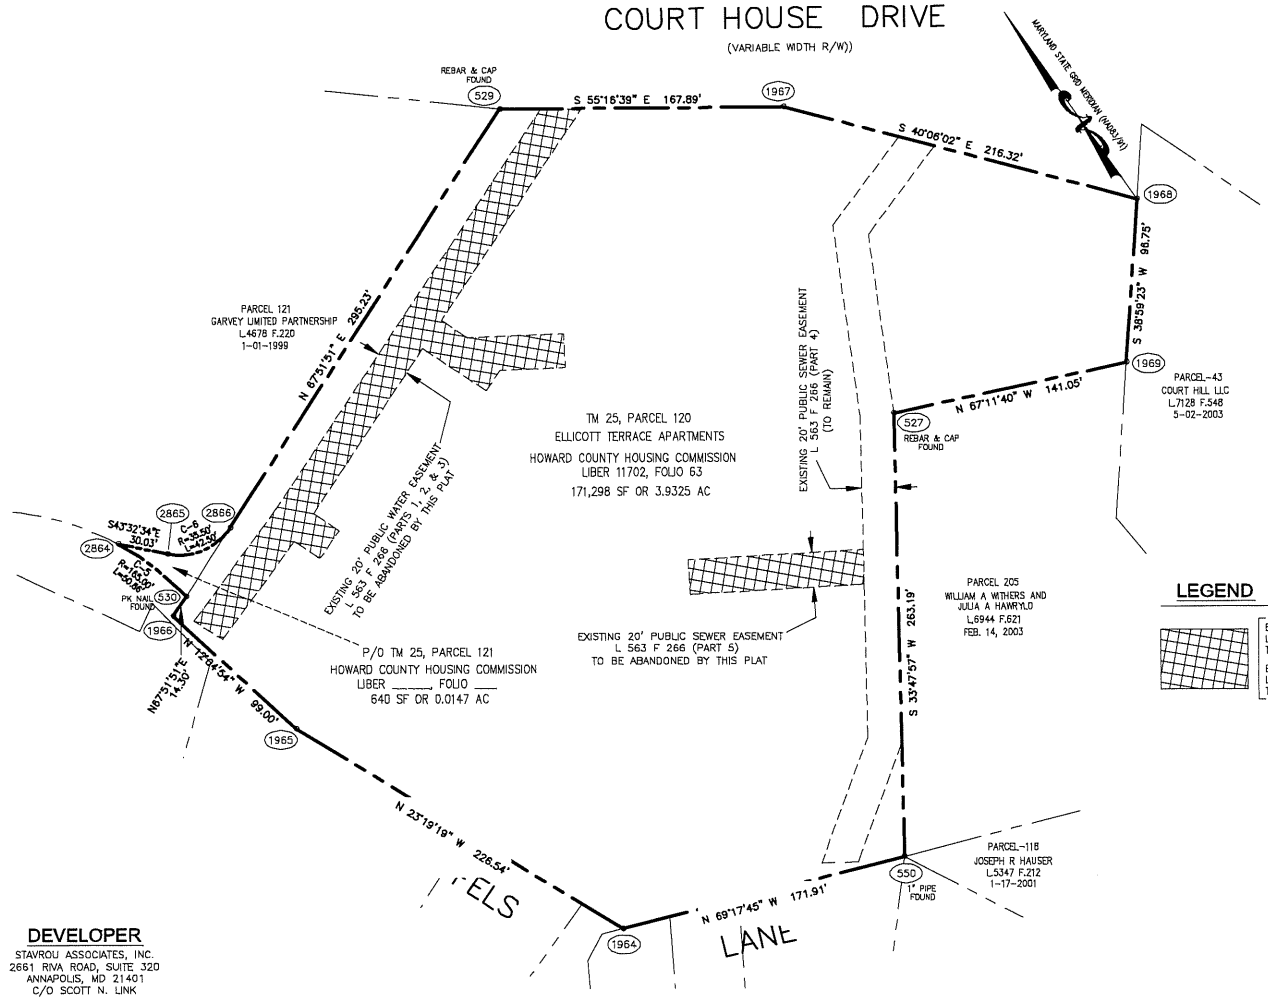 COURT HOUSE DRIVE
(VARIABLE WIDTH R/W))
MARYLAND STATE GRID MERIDIAN (NAD83/91)
REBAR & CAP
FOUND
529
S 55°16'39" E 167.89'
1967
S 40°06'02" E 216.32'
1968
S 38°59'23" W 96.75'
1969
N 67°11'40" W 141.05'
527
REBAR & CAP
FOUND
PARCEL-43
COURT HILL LLC
L.7128 F.548
5-02-2003
PARCEL 121
GARVEY LIMITED PARTNERSHIP
L.4678 F.220
1-01-1999
N 67°51'51" E 295.23'
EXISTING 20' PUBLIC SEWER EASEMENT
L 563 F 266 (PART 4)
(TO REMAIN)
TM 25, PARCEL 120
ELLICOTT TERRACE APARTMENTS
HOWARD COUNTY HOUSING COMMISSION
LIBER 11702, FOLIO 63
171,298 SF OR 3.9325 AC
EXISTING 20' PUBLIC WATER EASEMENT
L 563 F 266 (PARTS 1, 2, & 3)
TO BE ABANDONED BY THIS PLAT
2865
2866
S43°32'34"E
30.03'
C-6
R=38.50'
L=42.50'
2864
C-5
R=165.00'
L=50.86'
PK NAIL
FOUND
530
1966
N67°51'51"E
14.30'
N 12°04'54" W 99.00'
1965
P/O TM 25, PARCEL 121
HOWARD COUNTY HOUSING COMMISSION
LIBER _____, FOLIO ___
640 SF OR 0.0147 AC
EXISTING 20' PUBLIC SEWER EASEMENT
L 563 F 266 (PART 5)
TO BE ABANDONED BY THIS PLAT
S 33°47'57" W 263.19'
PARCEL 205
WILLIAM A WITHERS AND
JULIA A HAWRYLO
L.6944 F.621
FEB. 14, 2003
LEGEND
N 23°19'19" W 226.54'
ELS
LANE
1964
N 69°17'45" W 171.91'
550
1" PIPE
FOUND
PARCEL-118
JOSEPH R HAUSER
L.5347 F.212
1-17-2001
DEVELOPER
STAVROU ASSOCIATES, INC.
2661 RIVA ROAD, SUITE 320
ANNAPOLIS, MD 21401
C/O SCOTT N. LINK